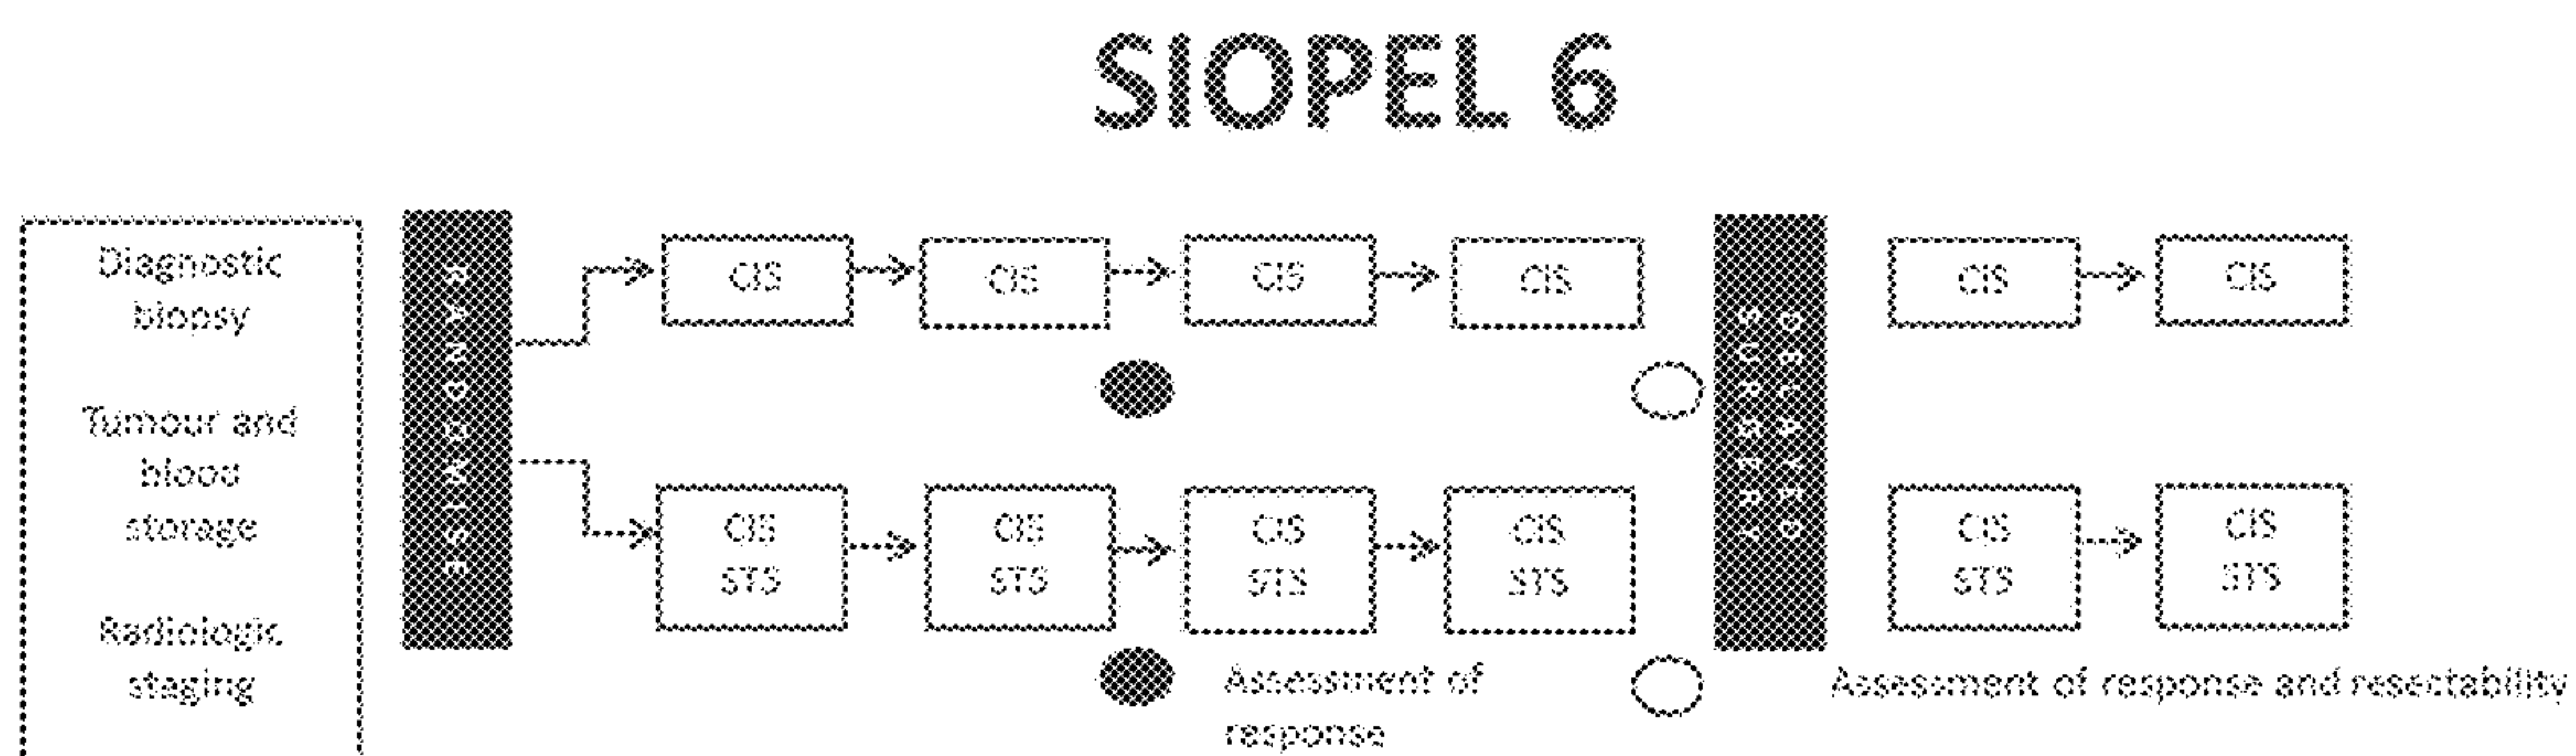 SIOPEL 6
Diagnostic
biopsy
Tumour and
blood
storage
Radiologic
staging
RANDOMISE
CIS
CIS
CIS
CIS
CIS
STS
CIS
STS
CIS
STS
CIS
STS
DELAYED
SURGERY
CIS
CIS
CIS
STS
CIS
STS
Assessment of
response
Assessment of response and resectability